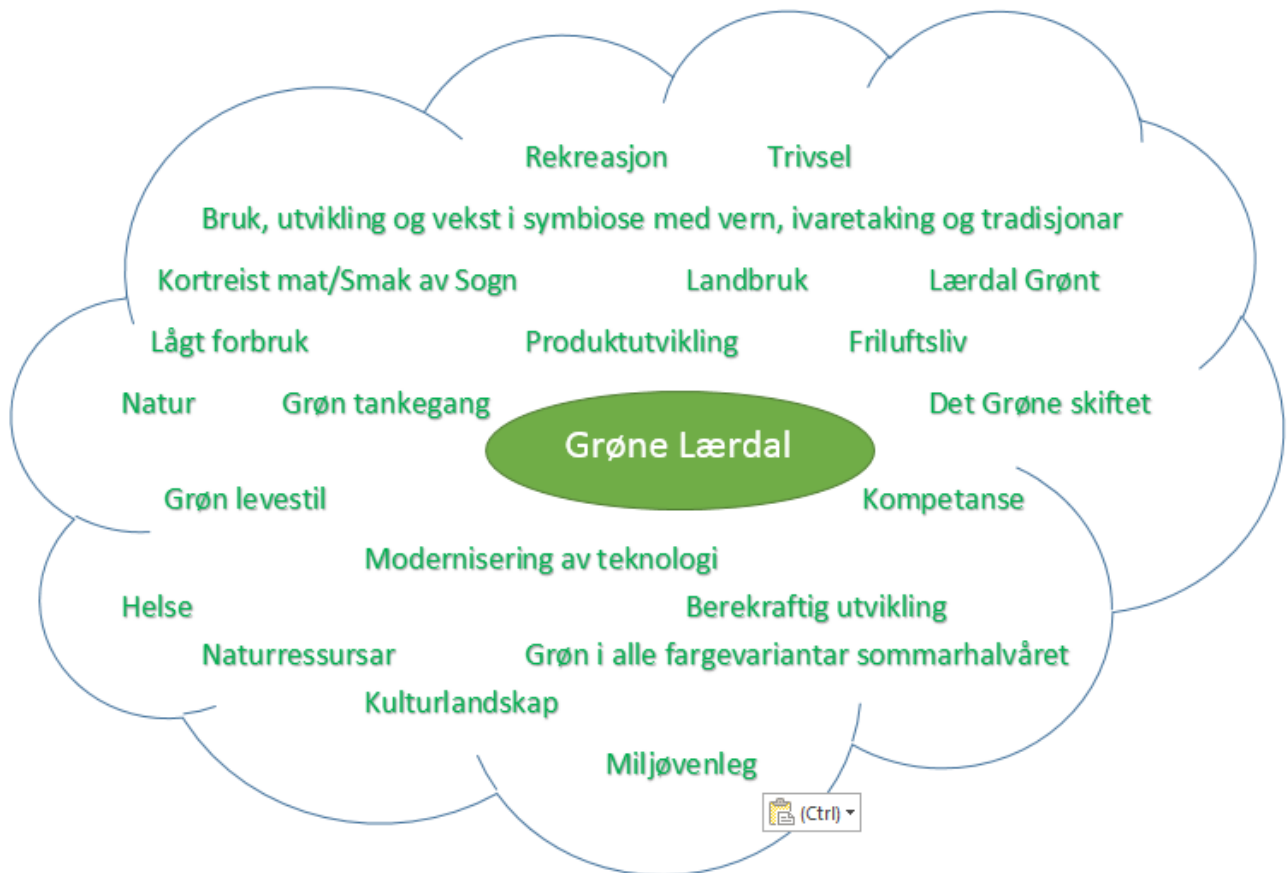 Rekreasjon Trivsel
Bruk, utvikling og vekst i symbiose med vern, ivaretaking og tradisjonar
Kortreist mat/Smak av Sogn Landbruk Lærdal Grønt
Lågt forbruk Produktutvikling Friluftsliv
Natur Grøn tankegang Det Grøne skiftet
Grøne Lærdal
Grøn levestil Kompetanse
Modernisering av teknologi
Helse Berekraftig utvikling
Naturressursar Grøn i alle fargevariantar sommarhalvåret
Kulturlandskap
Miljøvenleg
(Ctrl)